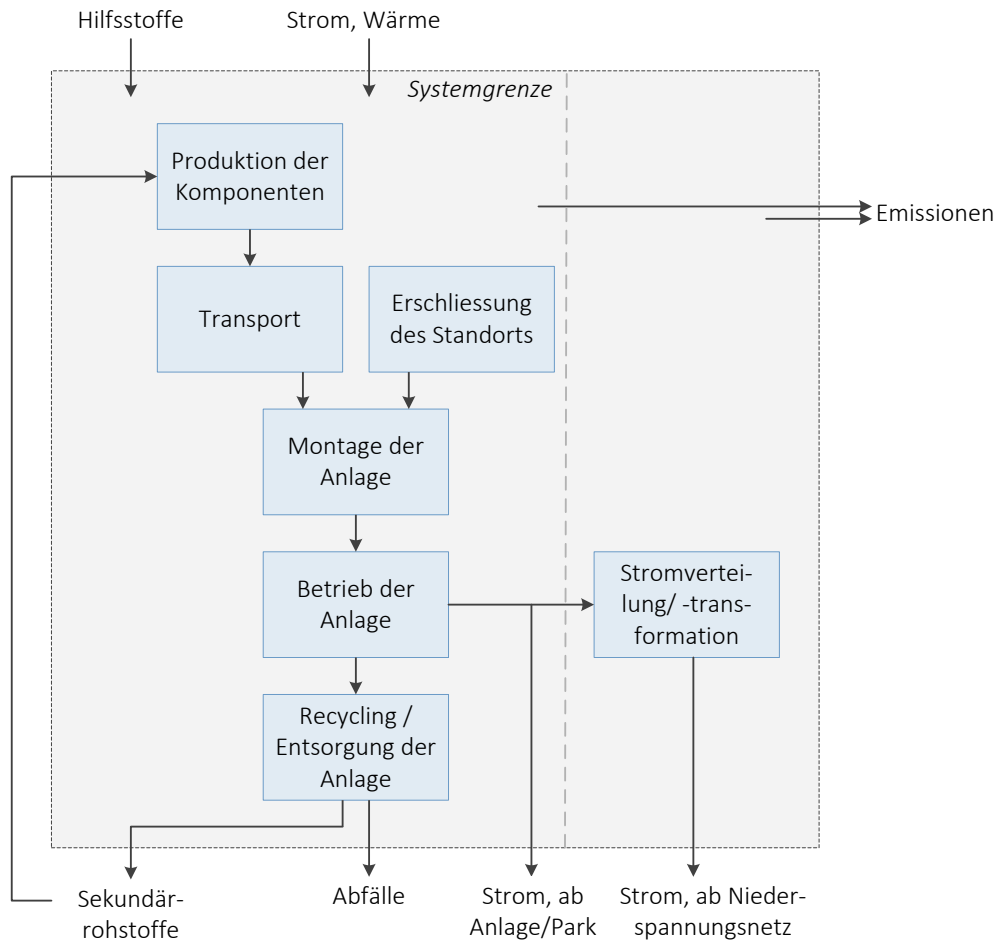 Hilfsstoffe
Strom, Wärme
Systemgrenze
Produktion der
Komponenten
Emissionen
Transport
Erschliessung
des Standorts
Montage der
Anlage
Betrieb der
Anlage
Stromvertei-
lung/ -trans-
formation
Recycling /
Entsorgung der
Anlage
Sekundär-
rohstoffe
Abfälle
Strom, ab
Anlage/Park
Strom, ab Nieder-
spannungsnetz